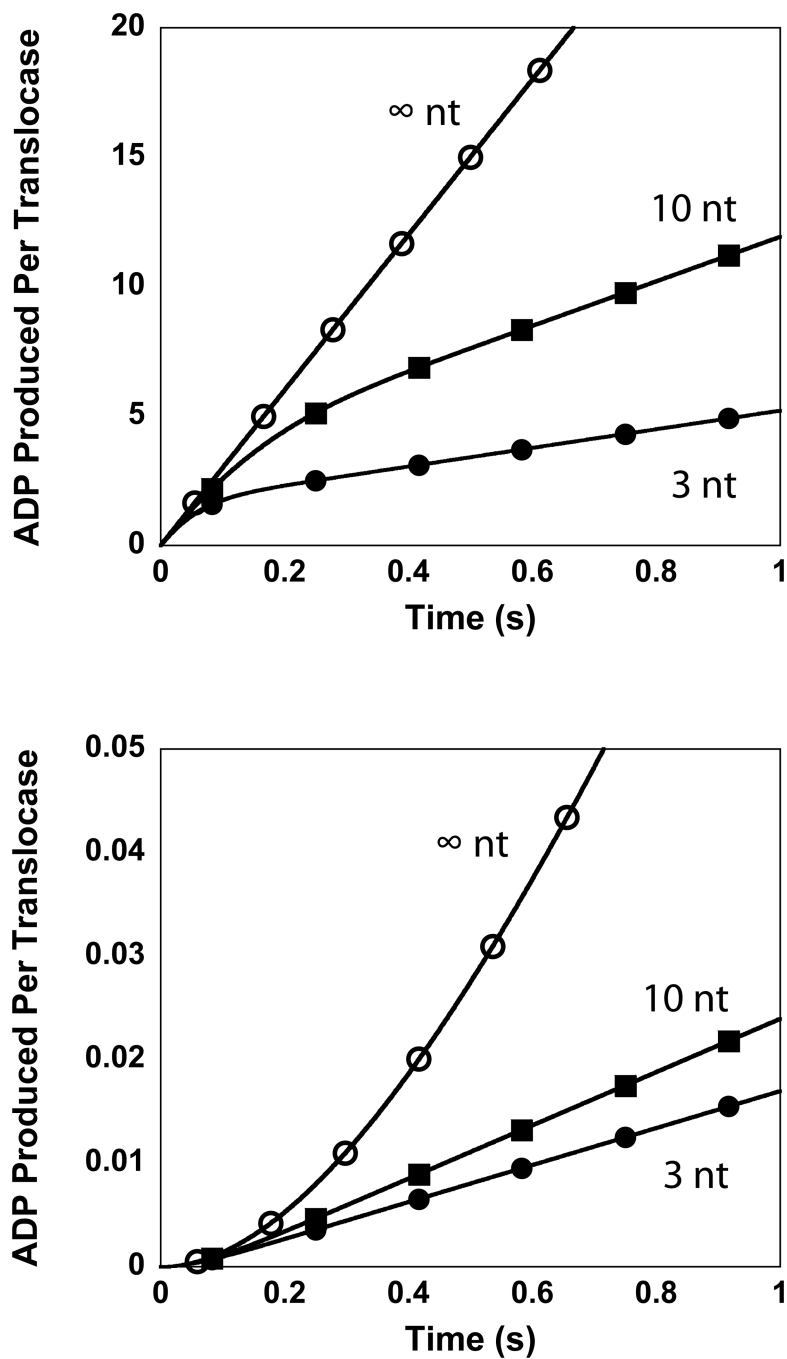 ADP Produced Per Translocase
20
15
10
5
0
∞ nt
10 nt
3 nt
0 0.2 0.4 0.6 0.8 1
Time (s)
ADP Produced Per Translocase
0.05
0.04
0.03
0.02
0.01
0
∞ nt
10 nt
3 nt
0 0.2 0.4 0.6 0.8 1
Time (s)